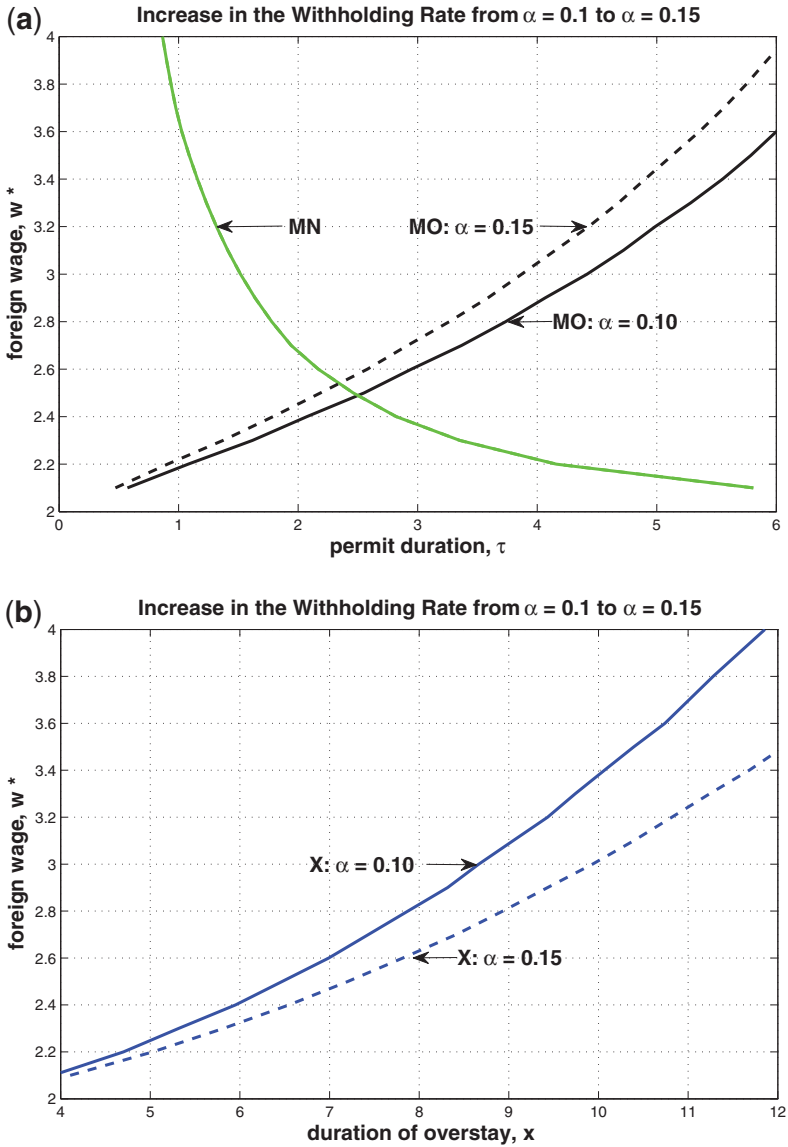 (a)
Increase in the Withholding Rate from α = 0.1 to α = 0.15
4
3.8
3.6
3.4
3.2
3
2.8
2.6
2.4
2.2
2
foreign wage, w *
MN
MO: α = 0.15
MO: α = 0.10
0 1 2 3 4 5 6
permit duration, τ
(b)
Increase in the Withholding Rate from α = 0.1 to α = 0.15
4
3.8
3.6
3.4
3.2
3
2.8
2.6
2.4
2.2
2
foreign wage, w *
X: α = 0.10
X: α = 0.15
4 5 6 7 8 9 10 11 12
duration of overstay, x